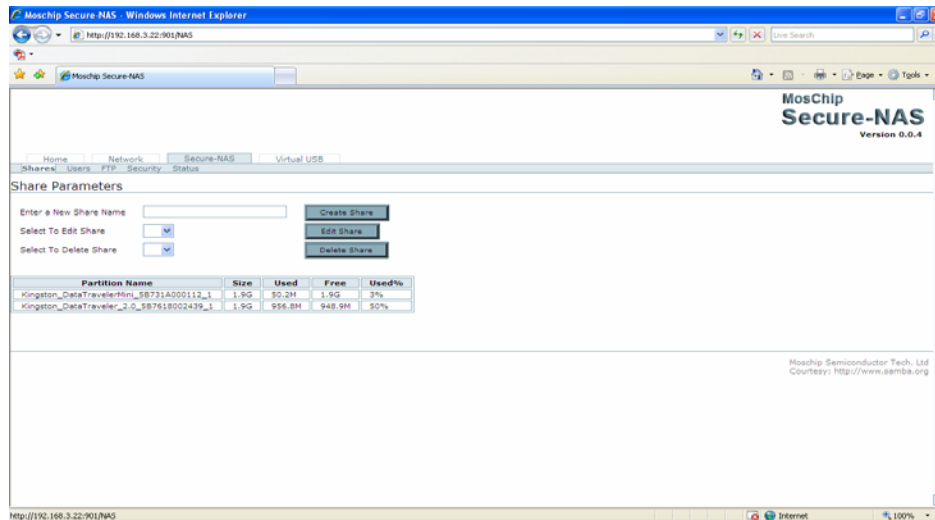 Moschip Secure-NAS - Windows Internet Explorer
http://192.168.3.22:901/NAS
Live Search
Moschip Secure-NAS
Page Tools
MosChip
Secure-NAS
Version 0.0.4
Home Network Secure-NAS Virtual USB
Shares Users FTP Security Status
Share Parameters
Enter a New Share Name Create Share
Select To Edit Share Edit Share
Select To Delete Share Delete Share
Partition Name Size Used Free Used%
Kingston_DataTravelerMini_5B731A000112_1 1.9G 50.2M 1.9G 3%
Kingston_DataTraveler_2.0_5B7618002439_1 1.9G 956.8M 948.9M 50%
Moschip Semiconductor Tech. Ltd
Courtesy: http://www.samba.org
http://192.168.3.22:901/NAS Internet 100%